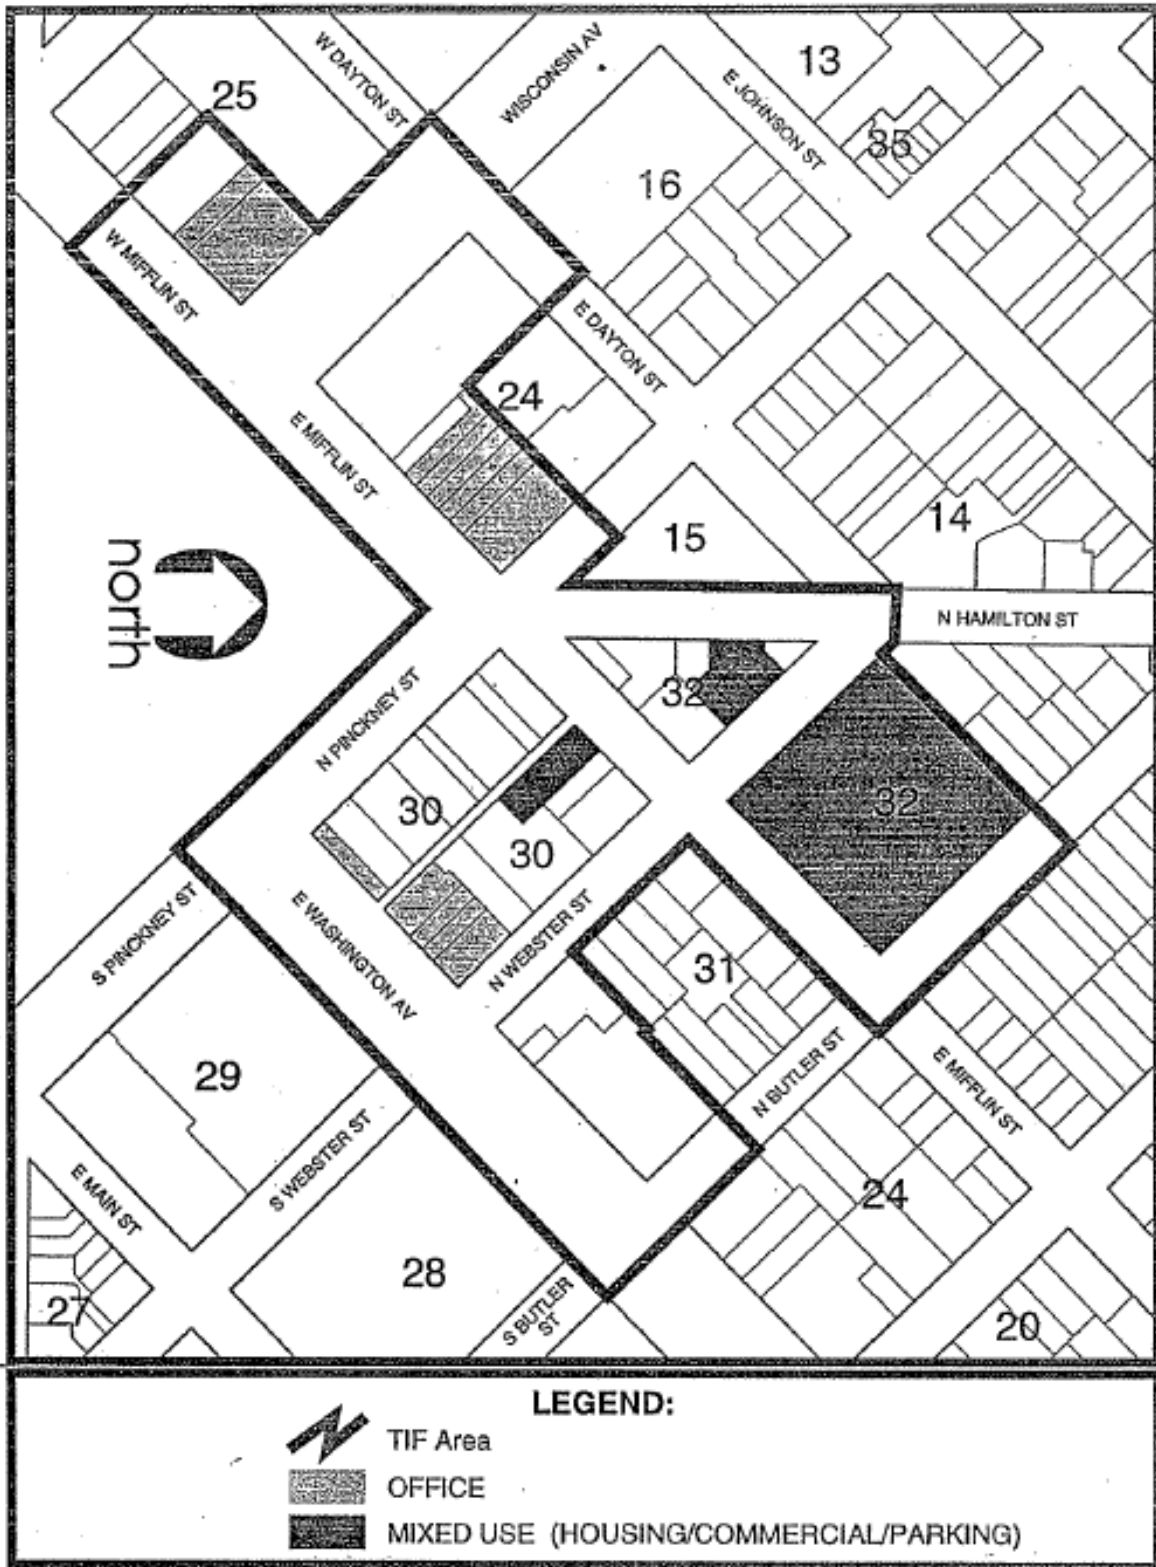 W DAYTON ST
WISCONSIN AV
13
25
E JOHNSON ST
35
16
W MIFFLIN ST
E DAYTON ST
24
E MIFFLIN ST
14
15
north
N HAMILTON ST
32
N PINCKNEY ST
30
32
30
E WASHINGTON AV
S PINCKNEY ST
N WEBSTER ST
31
29
N BUTLER ST
E MIFFLIN ST
S WEBSTER ST
E MAIN ST
24
28
27
S BUTLER
ST
20
LEGEND:
TIF Area
OFFICE
MIXED USE (HOUSING/COMMERCIAL/PARKING)